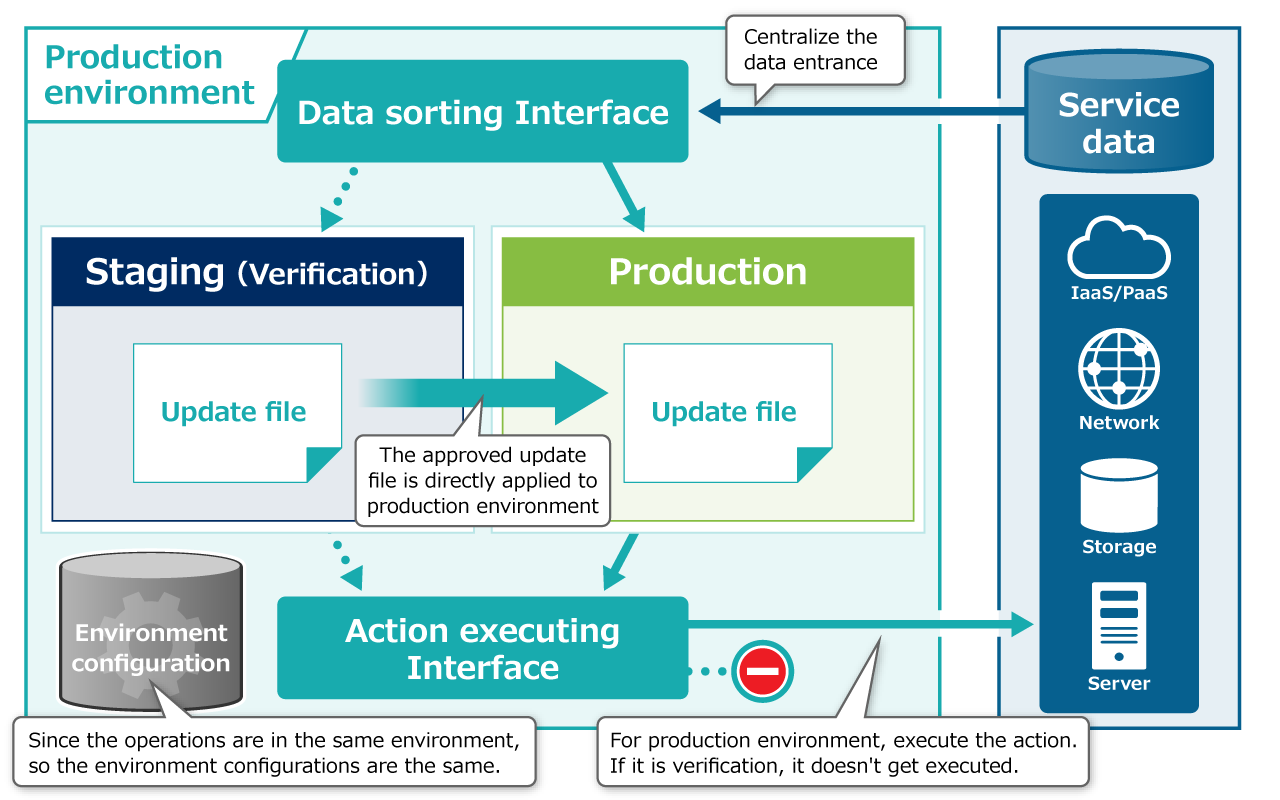 Production
environment
Centralize the
data entrance
Data sorting Interface
Service
data
Staging (Verification)
Production
IaaS/PaaS
Update file
Update file
Network
The approved update
file is directly applied to
production environment
Storage
Environment
configuration
Action executing
Interface
Server
Since the operations are in the same environment,
so the environment configurations are the same.
For production environment, execute the action.
If it is verification, it doesn't get executed.